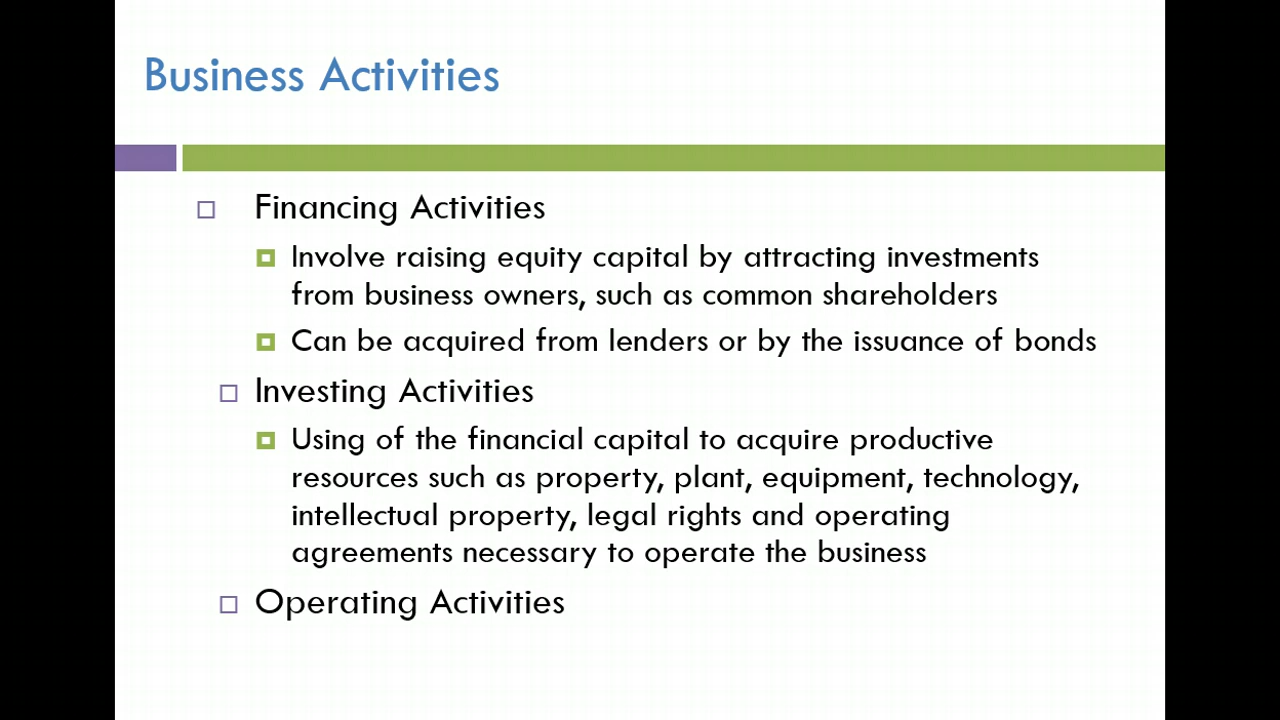 Business Activities
Financing Activities
Involve raising equity capital by attracting investments
from business owners, such as common shareholders
Can be acquired from lenders or by the issuance of bonds
Investing Activities
Using of the financial capital to acquire productive
resources such as property, plant, equipment, technology,
intellectual property, legal rights and operating
agreements necessary to operate the business
Operating Activities